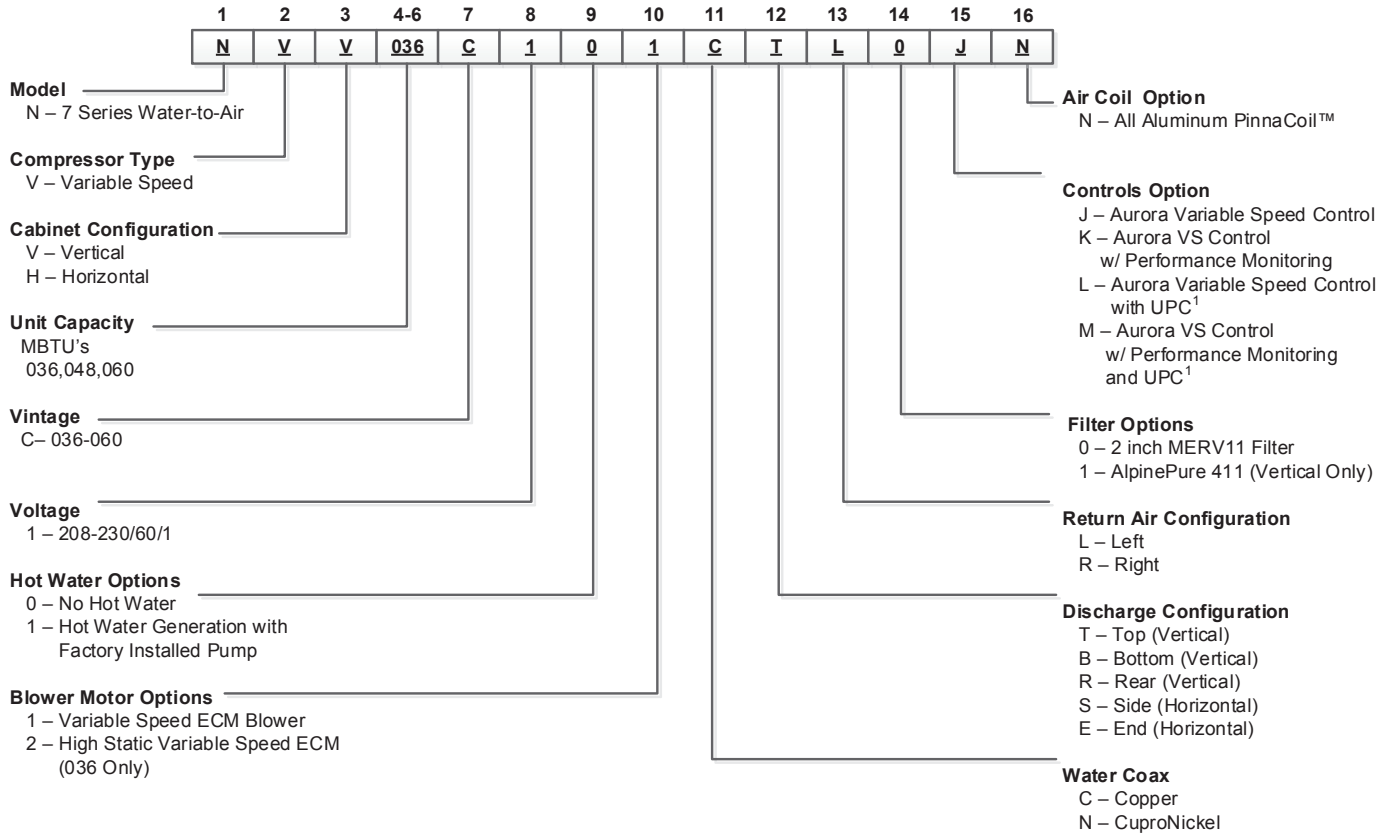 1 2 3 4-6 7 8 9 10 11 12 13 14 15 16
N V V 036 C 1 0 1 C T L 0 J N
Model
N – 7 Series Water-to-Air
Compressor Type
V – Variable Speed
Cabinet Configuration
V – Vertical
H – Horizontal
Unit Capacity
MBTU's
036,048,060
Vintage
C– 036-060
Voltage
1 – 208-230/60/1
Hot Water Options
0 – No Hot Water
1 – Hot Water Generation with
Factory Installed Pump
Blower Motor Options
1 – Variable Speed ECM Blower
2 – High Static Variable Speed ECM
(036 Only)
Air Coil Option
N – All Aluminum PinnaCoil™
Controls Option
J – Aurora Variable Speed Control
K – Aurora VS Control
w/ Performance Monitoring
L – Aurora Variable Speed Control
with UPC¹
M – Aurora VS Control
w/ Performance Monitoring
and UPC¹
Filter Options
0 – 2 inch MERV11 Filter
1 – AlpinePure 411 (Vertical Only)
Return Air Configuration
L – Left
R – Right
Discharge Configuration
T – Top (Vertical)
B – Bottom (Vertical)
R – Rear (Vertical)
S – Side (Horizontal)
E – End (Horizontal)
Water Coax
C – Copper
N – CuproNickel